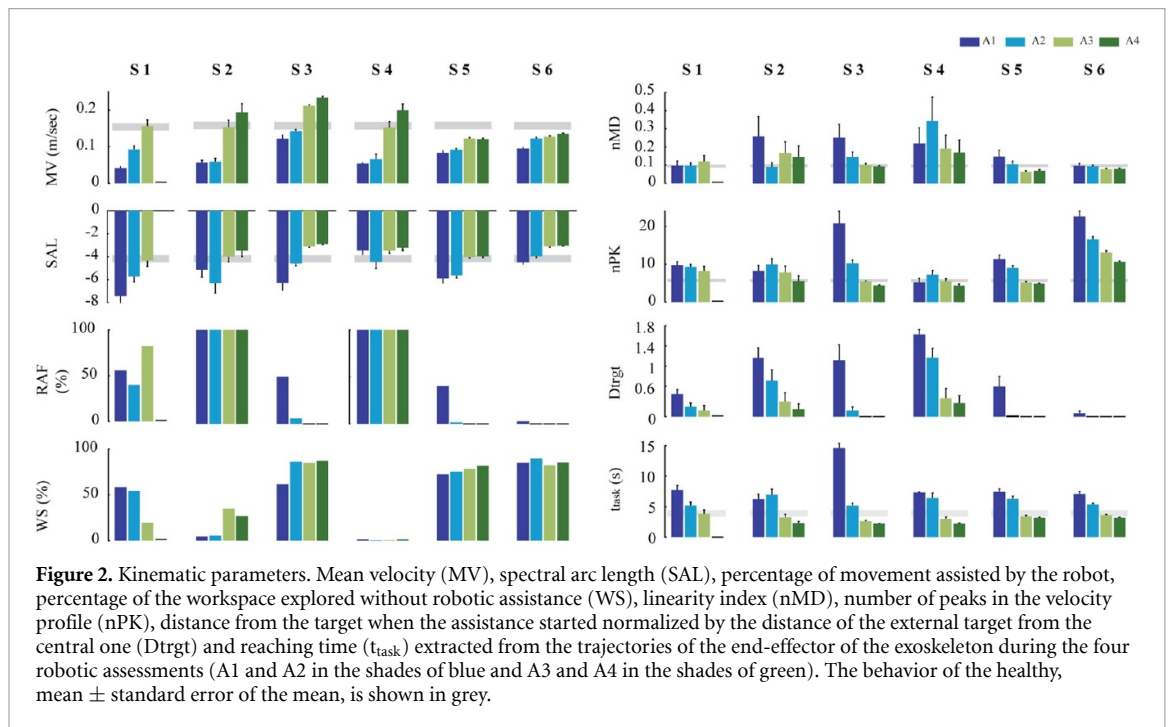 A1 A2 A3 A4
S 1 S 2 S 3 S 4 S 5 S 6
MV (m/sec)
0.2
0.1
0
SAL
0
-2
-4
-6
-8
RAF
(%)
100
50
0
WS (%)
100
50
0
S 1 S 2 S 3 S 4 S 5 S 6
nMD
0.5
0.4
0.3
0.2
0.1
0
nPK
20
10
0
Dtrgt
1.8
1.2
0.6
0
ttask (s)
15
10
5
0
Figure 2. Kinematic parameters. Mean velocity (MV), spectral arc length (SAL), percentage of movement assisted by the robot,
percentage of the workspace explored without robotic assistance (WS), linearity index (nMD), number of peaks in the velocity
profile (nPK), distance from the target when the assistance started normalized by the distance of the external target from the
central one (Dtrgt) and reaching time (ttask) extracted from the trajectories of the end-effector of the exoskeleton during the four
robotic assessments (A1 and A2 in the shades of blue and A3 and A4 in the shades of green). The behavior of the healthy,
mean ± standard error of the mean, is shown in grey.